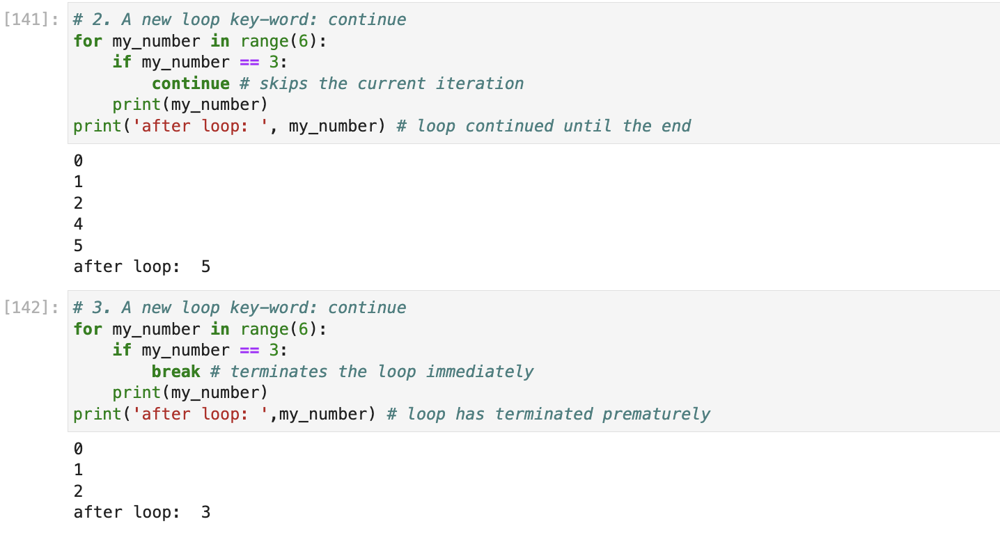 [141]: # 2. A new loop key-word: continue
for my_number in range(6):
    if my_number == 3:
        continue # skips the current iteration
    print(my_number)
print('after loop: ', my_number) # loop continued until the end
0
1
2
4
5
after loop:  5
[142]: # 3. A new loop key-word: continue
for my_number in range(6):
    if my_number == 3:
        break # terminates the loop immediately
    print(my_number)
print('after loop: ',my_number) # loop has terminated prematurely
0
1
2
after loop:  3